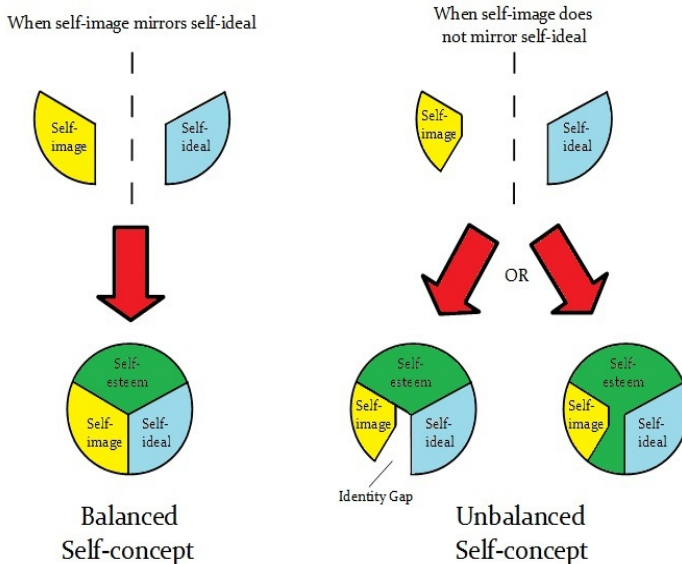 When self-image mirrors self-ideal
Self-
image
Self-
ideal
Self-
esteem
Self-
image
Self-
ideal
Balanced
Self-concept
When self-image does
not mirror self-ideal
Self-
image
Self-
ideal
OR
Self-
esteem
Self-
image
Self-
ideal
Identity Gap
Self-
esteem
Self-
image
Self-
ideal
Unbalanced
Self-concept